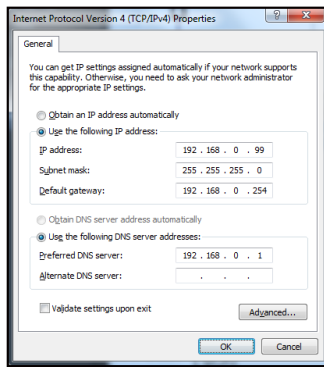 Internet Protocol Version 4 (TCP/IPv4) Properties
General
You can get IP settings assigned automatically if your network supports
this capability. Otherwise, you need to ask your network administrator
for the appropriate IP settings.
Obtain an IP address automatically
Use the following IP address:
IP address: 192 . 168 . 0 . 99
Subnet mask: 255 . 255 . 255 . 0
Default gateway: 192 . 168 . 0 . 254
Obtain DNS server address automatically
Use the following DNS server addresses:
Preferred DNS server: 192 . 168 . 0 . 1
Alternate DNS server: . . .
Validate settings upon exit
Advanced...
OK Cancel